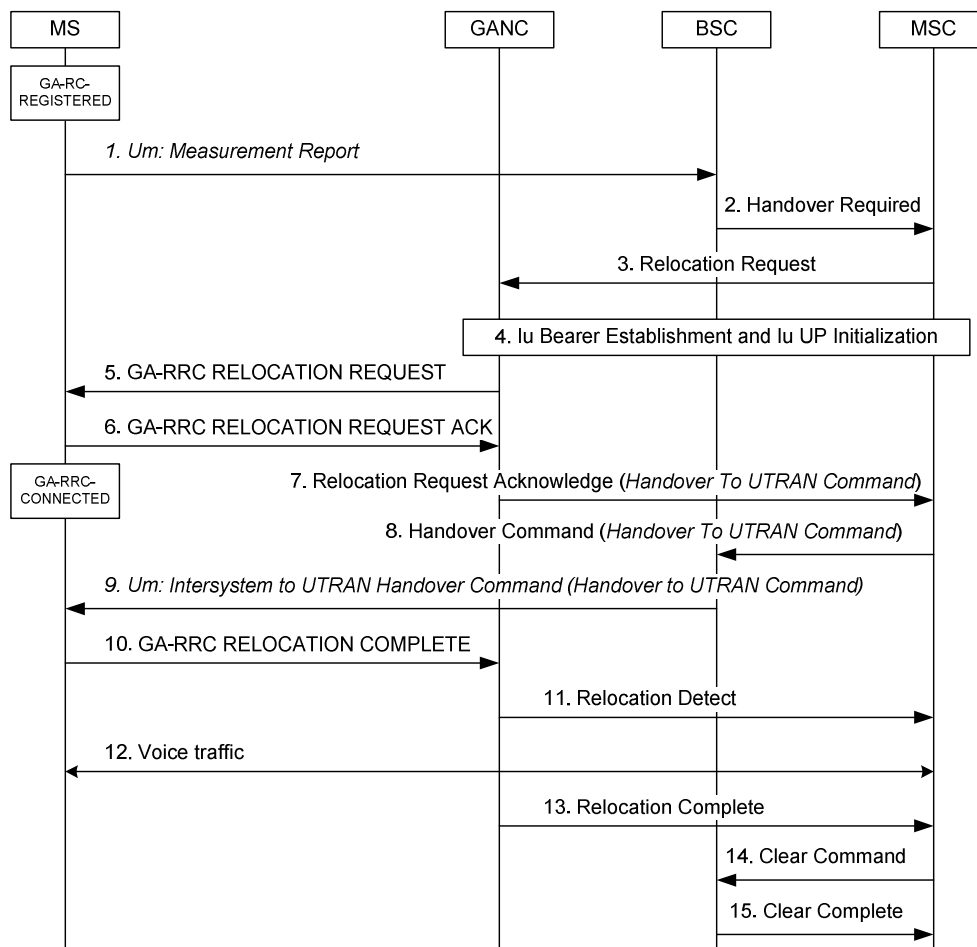 MS GANC BSC MSC
GA-RC-
REGISTERED
1. Um: Measurement Report
2. Handover Required
3. Relocation Request
4. Iu Bearer Establishment and Iu UP Initialization
5. GA-RRC RELOCATION REQUEST
6. GA-RRC RELOCATION REQUEST ACK
GA-RRC-
CONNECTED
7. Relocation Request Acknowledge (Handover To UTRAN Command)
8. Handover Command (Handover To UTRAN Command)
9. Um: Intersystem to UTRAN Handover Command (Handover to UTRAN Command)
10. GA-RRC RELOCATION COMPLETE
11. Relocation Detect
12. Voice traffic
13. Relocation Complete
14. Clear Command
15. Clear Complete